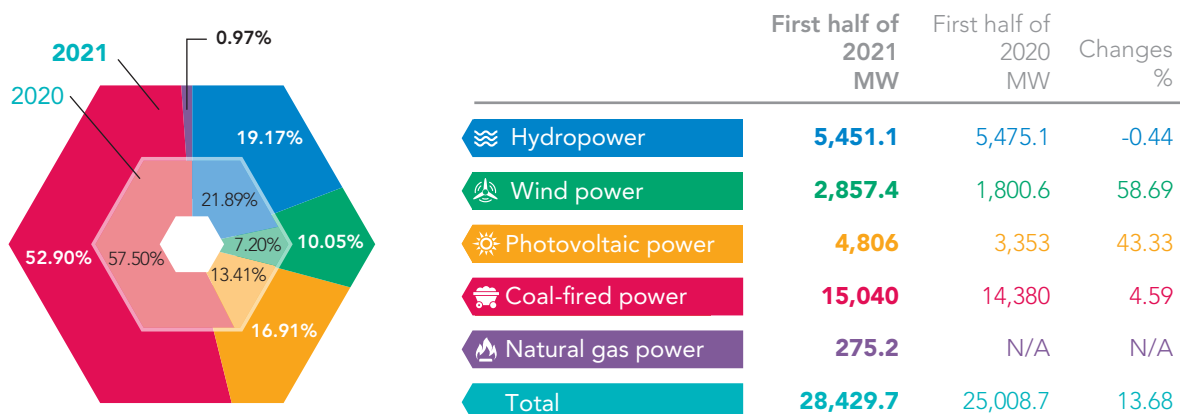 0.97%
2021
2020
19.17%
21.89%
7.20%
10.05%
52.90%
57.50%
13.41%
16.91%
First half of 2021 MW
First half of 2020 MW
Changes %
Hydropower 5,451.1 5,475.1 -0.44
Wind power 2,857.4 1,800.6 58.69
Photovoltaic power 4,806 3,353 43.33
Coal-fired power 15,040 14,380 4.59
Natural gas power 275.2 N/A N/A
Total 28,429.7 25,008.7 13.68